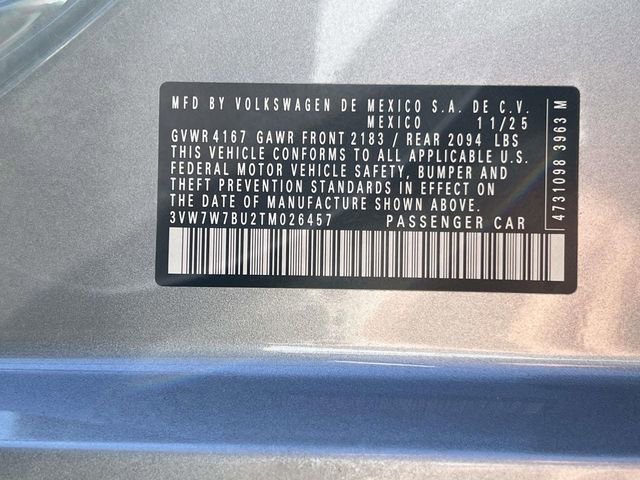 MFD BY VOLKSWAGEN DE MEXICO S.A. DE C.V.
MEXICO 11/25
GVWR 4167 GAWR FRONT 2183 / REAR 2094 LBS
THIS VEHICLE CONFORMS TO ALL APPLICABLE U.S.
FEDERAL MOTOR VEHICLE SAFETY, BUMPER AND
THEFT PREVENTION STANDARDS IN EFFECT ON
THE DATE OF MANUFACTURE SHOWN ABOVE.
3VW7W7BU2TM026457 PASSENGER CAR
4731098 3963 M